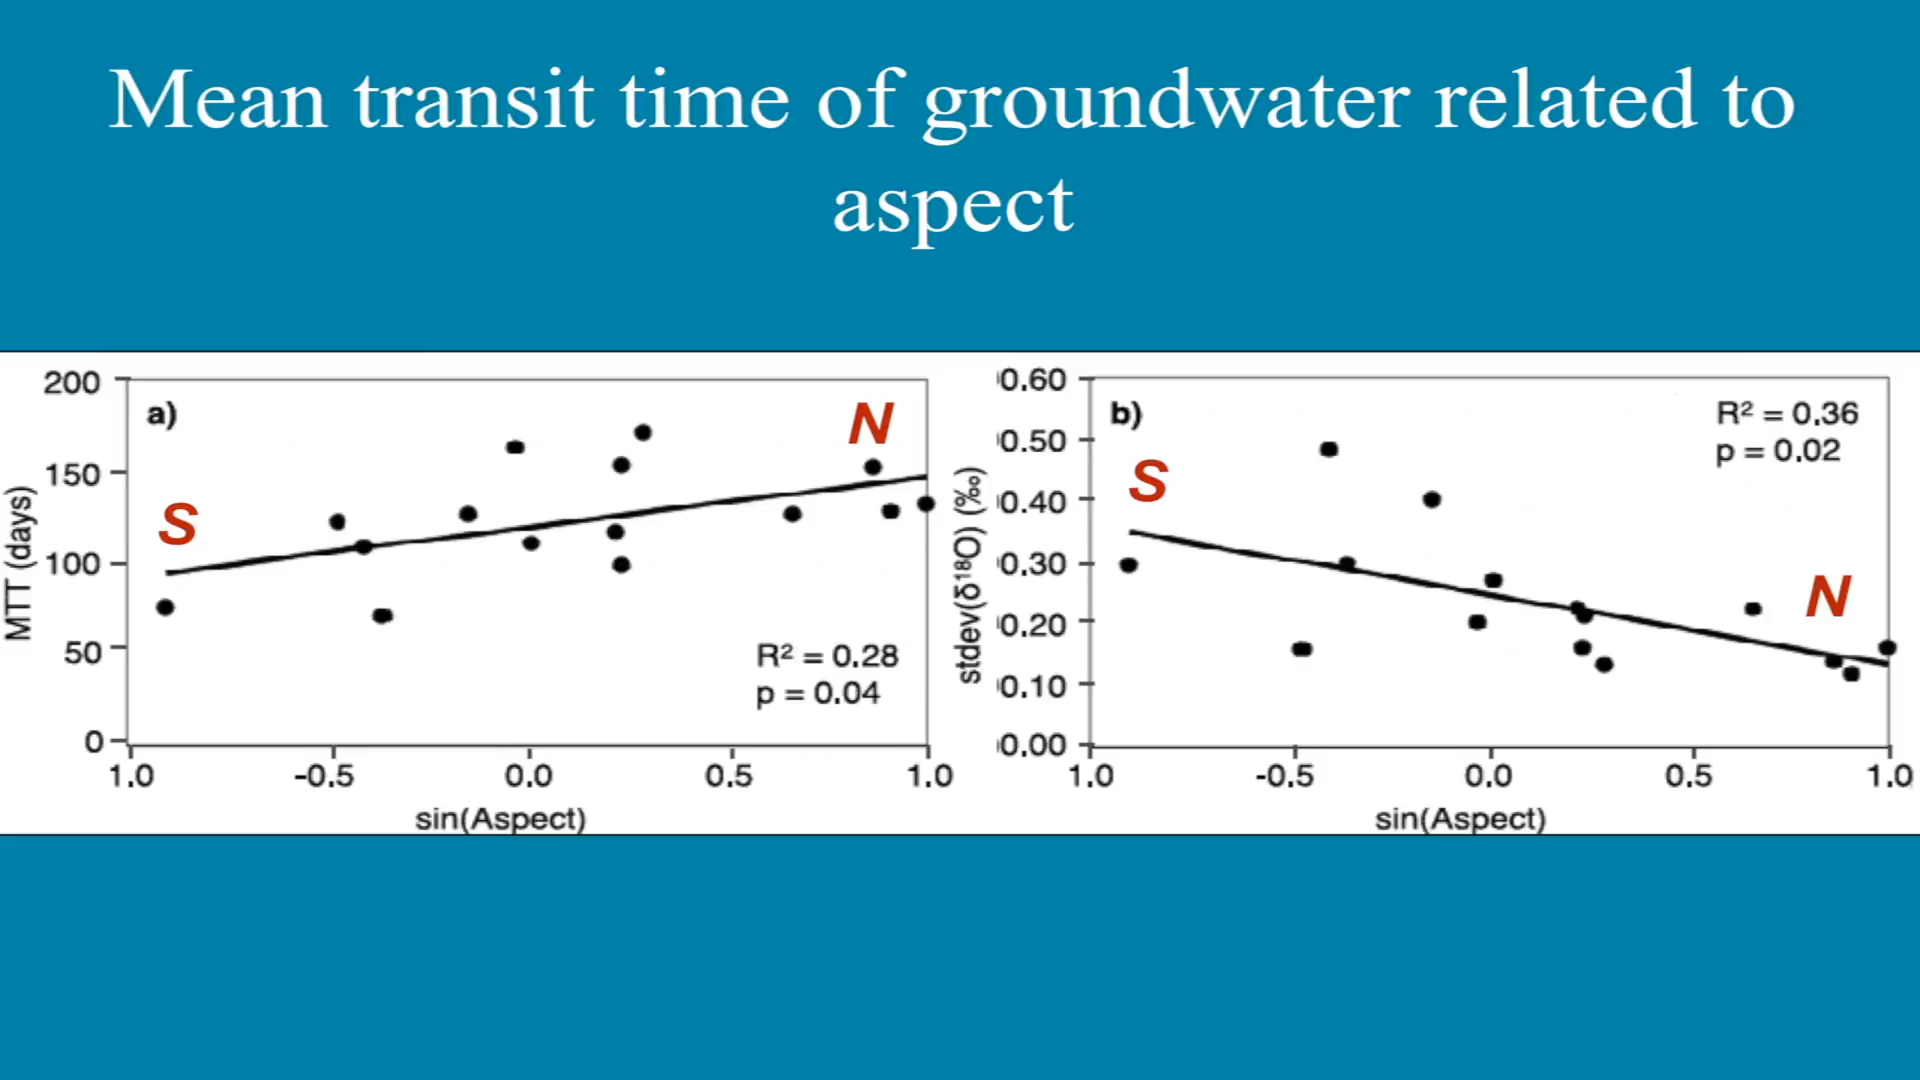 Mean transit time of groundwater related to
aspect
a)
S
N
200
150
100
50
0
MTT (days)
R² = 0.28
p = 0.04
1.0 -0.5 0.0 0.5 1.0
sin(Aspect)
b)
S
N
R² = 0.36
p = 0.02
0.60
0.50
0.40
0.30
0.20
0.10
0.00
stdev(δ¹⁸O) (‰)
1.0 -0.5 0.0 0.5 1.0
sin(Aspect)